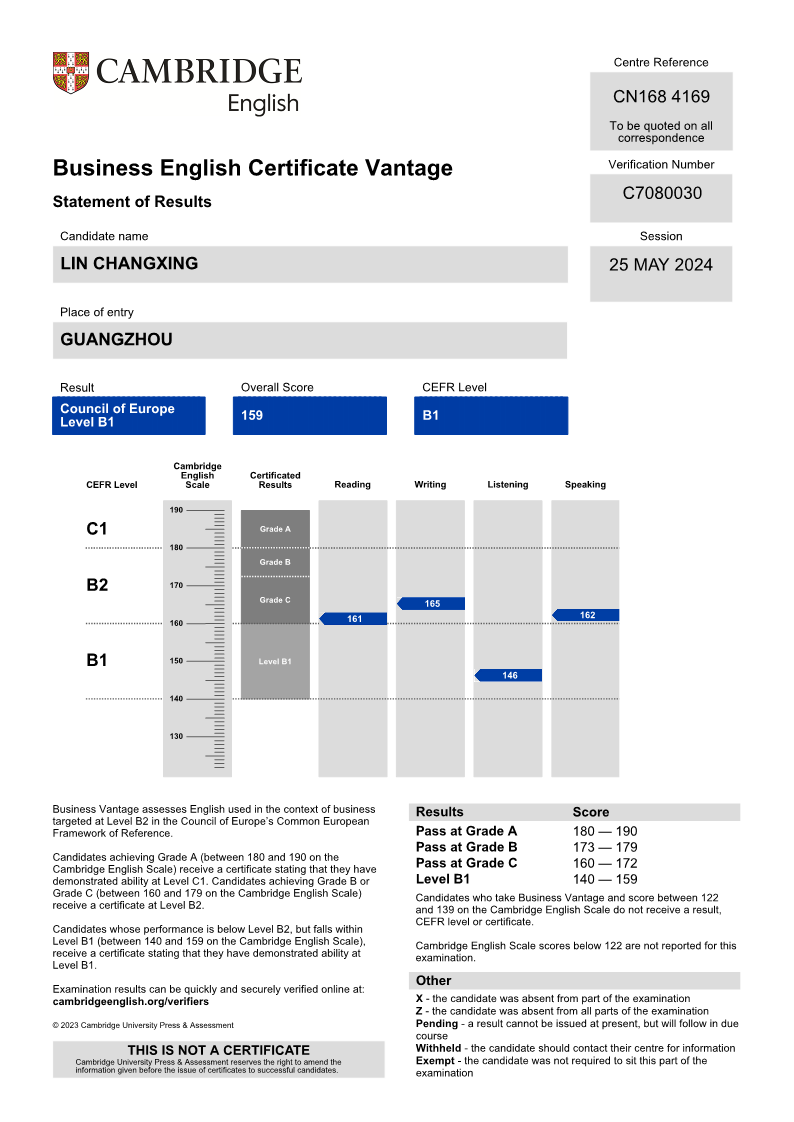 CAMBRIDGE
English
Centre Reference
CN168 4169
To be quoted on all
correspondence
Business English Certificate Vantage
Verification Number
C7080030
Statement of Results
Candidate name
Session
LIN CHANGXING
25 MAY 2024
Place of entry
GUANGZHOU
Result
Overall Score
CEFR Level
Council of Europe
Level B1
159
B1
CEFR Level
Cambridge
English
Scale
Certificated
Results
Reading
Writing
Listening
Speaking
190
C1
Grade A
180
Grade B
B2
170
Grade C
165
161
162
160
B1
150
Level B1
146
140
130
Business Vantage assesses English used in the context of business
targeted at Level B2 in the Council of Europe's Common European
Framework of Reference.
Candidates achieving Grade A (between 180 and 190 on the
Cambridge English Scale) receive a certificate stating that they have
demonstrated ability at Level C1. Candidates achieving Grade B or
Grade C (between 160 and 179 on the Cambridge English Scale)
receive a certificate at Level B2.
Candidates whose performance is below Level B2, but falls within
Level B1 (between 140 and 159 on the Cambridge English Scale),
receive a certificate stating that they have demonstrated ability at
Level B1.
Examination results can be quickly and securely verified online at:
cambridgeenglish.org/verifiers
© 2023 Cambridge University Press & Assessment
THIS IS NOT A CERTIFICATE
Cambridge University Press & Assessment reserves the right to amend the
information given before the issue of certificates to successful candidates.
Results Score
Pass at Grade A 180 — 190
Pass at Grade B 173 — 179
Pass at Grade C 160 — 172
Level B1 140 — 159
Candidates who take Business Vantage and score between 122
and 139 on the Cambridge English Scale do not receive a result,
CEFR level or certificate.
Cambridge English Scale scores below 122 are not reported for this
examination.
Other
X - the candidate was absent from part of the examination
Z - the candidate was absent from all parts of the examination
Pending - a result cannot be issued at present, but will follow in due
course
Withheld - the candidate should contact their centre for information
Exempt - the candidate was not required to sit this part of the
examination